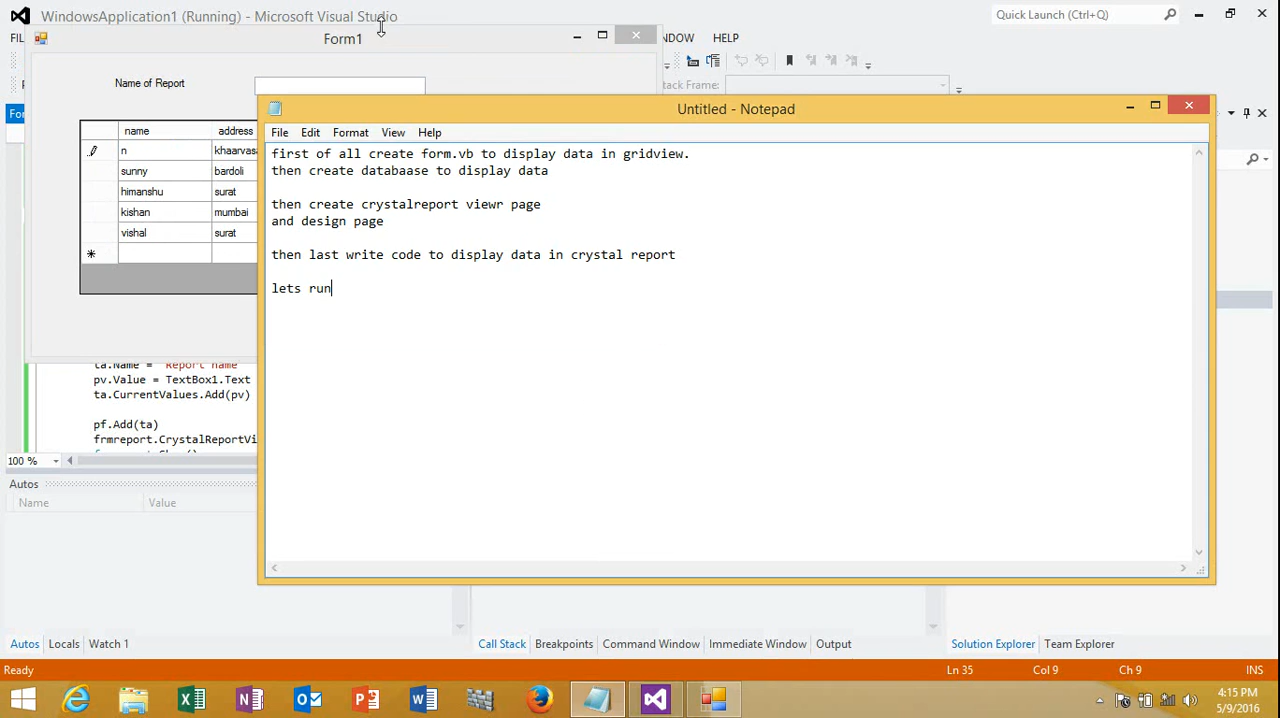 WindowsApplication1 (Running) - Microsoft Visual Studio
Quick Launch (Ctrl+Q)
Form1
HELP
Name of Report
Stack Frame:
name address
n
sunny bardoli
himanshu surat
kishan mumbai
vishal surat
Untitled - Notepad
File Edit Format View Help
first of all create form.vb to display data in gridview.
then create databaase to display data
then create crystalreport viewr page
and design page
then last write code to display data in crystal report
lets run
ta.Name = "Report name"
pv.Value = TextBox1.Text
ta.CurrentValues.Add(pv)
pf.Add(ta)
frmreport.CrystalReportVi
100 %
Autos
Name Value
Autos Locals Watch 1
Call Stack Breakpoints Command Window Immediate Window Output
Solution Explorer Team Explorer
Ready Ln 35 Col 9 Ch 9 INS
4:15 PM
5/9/2016